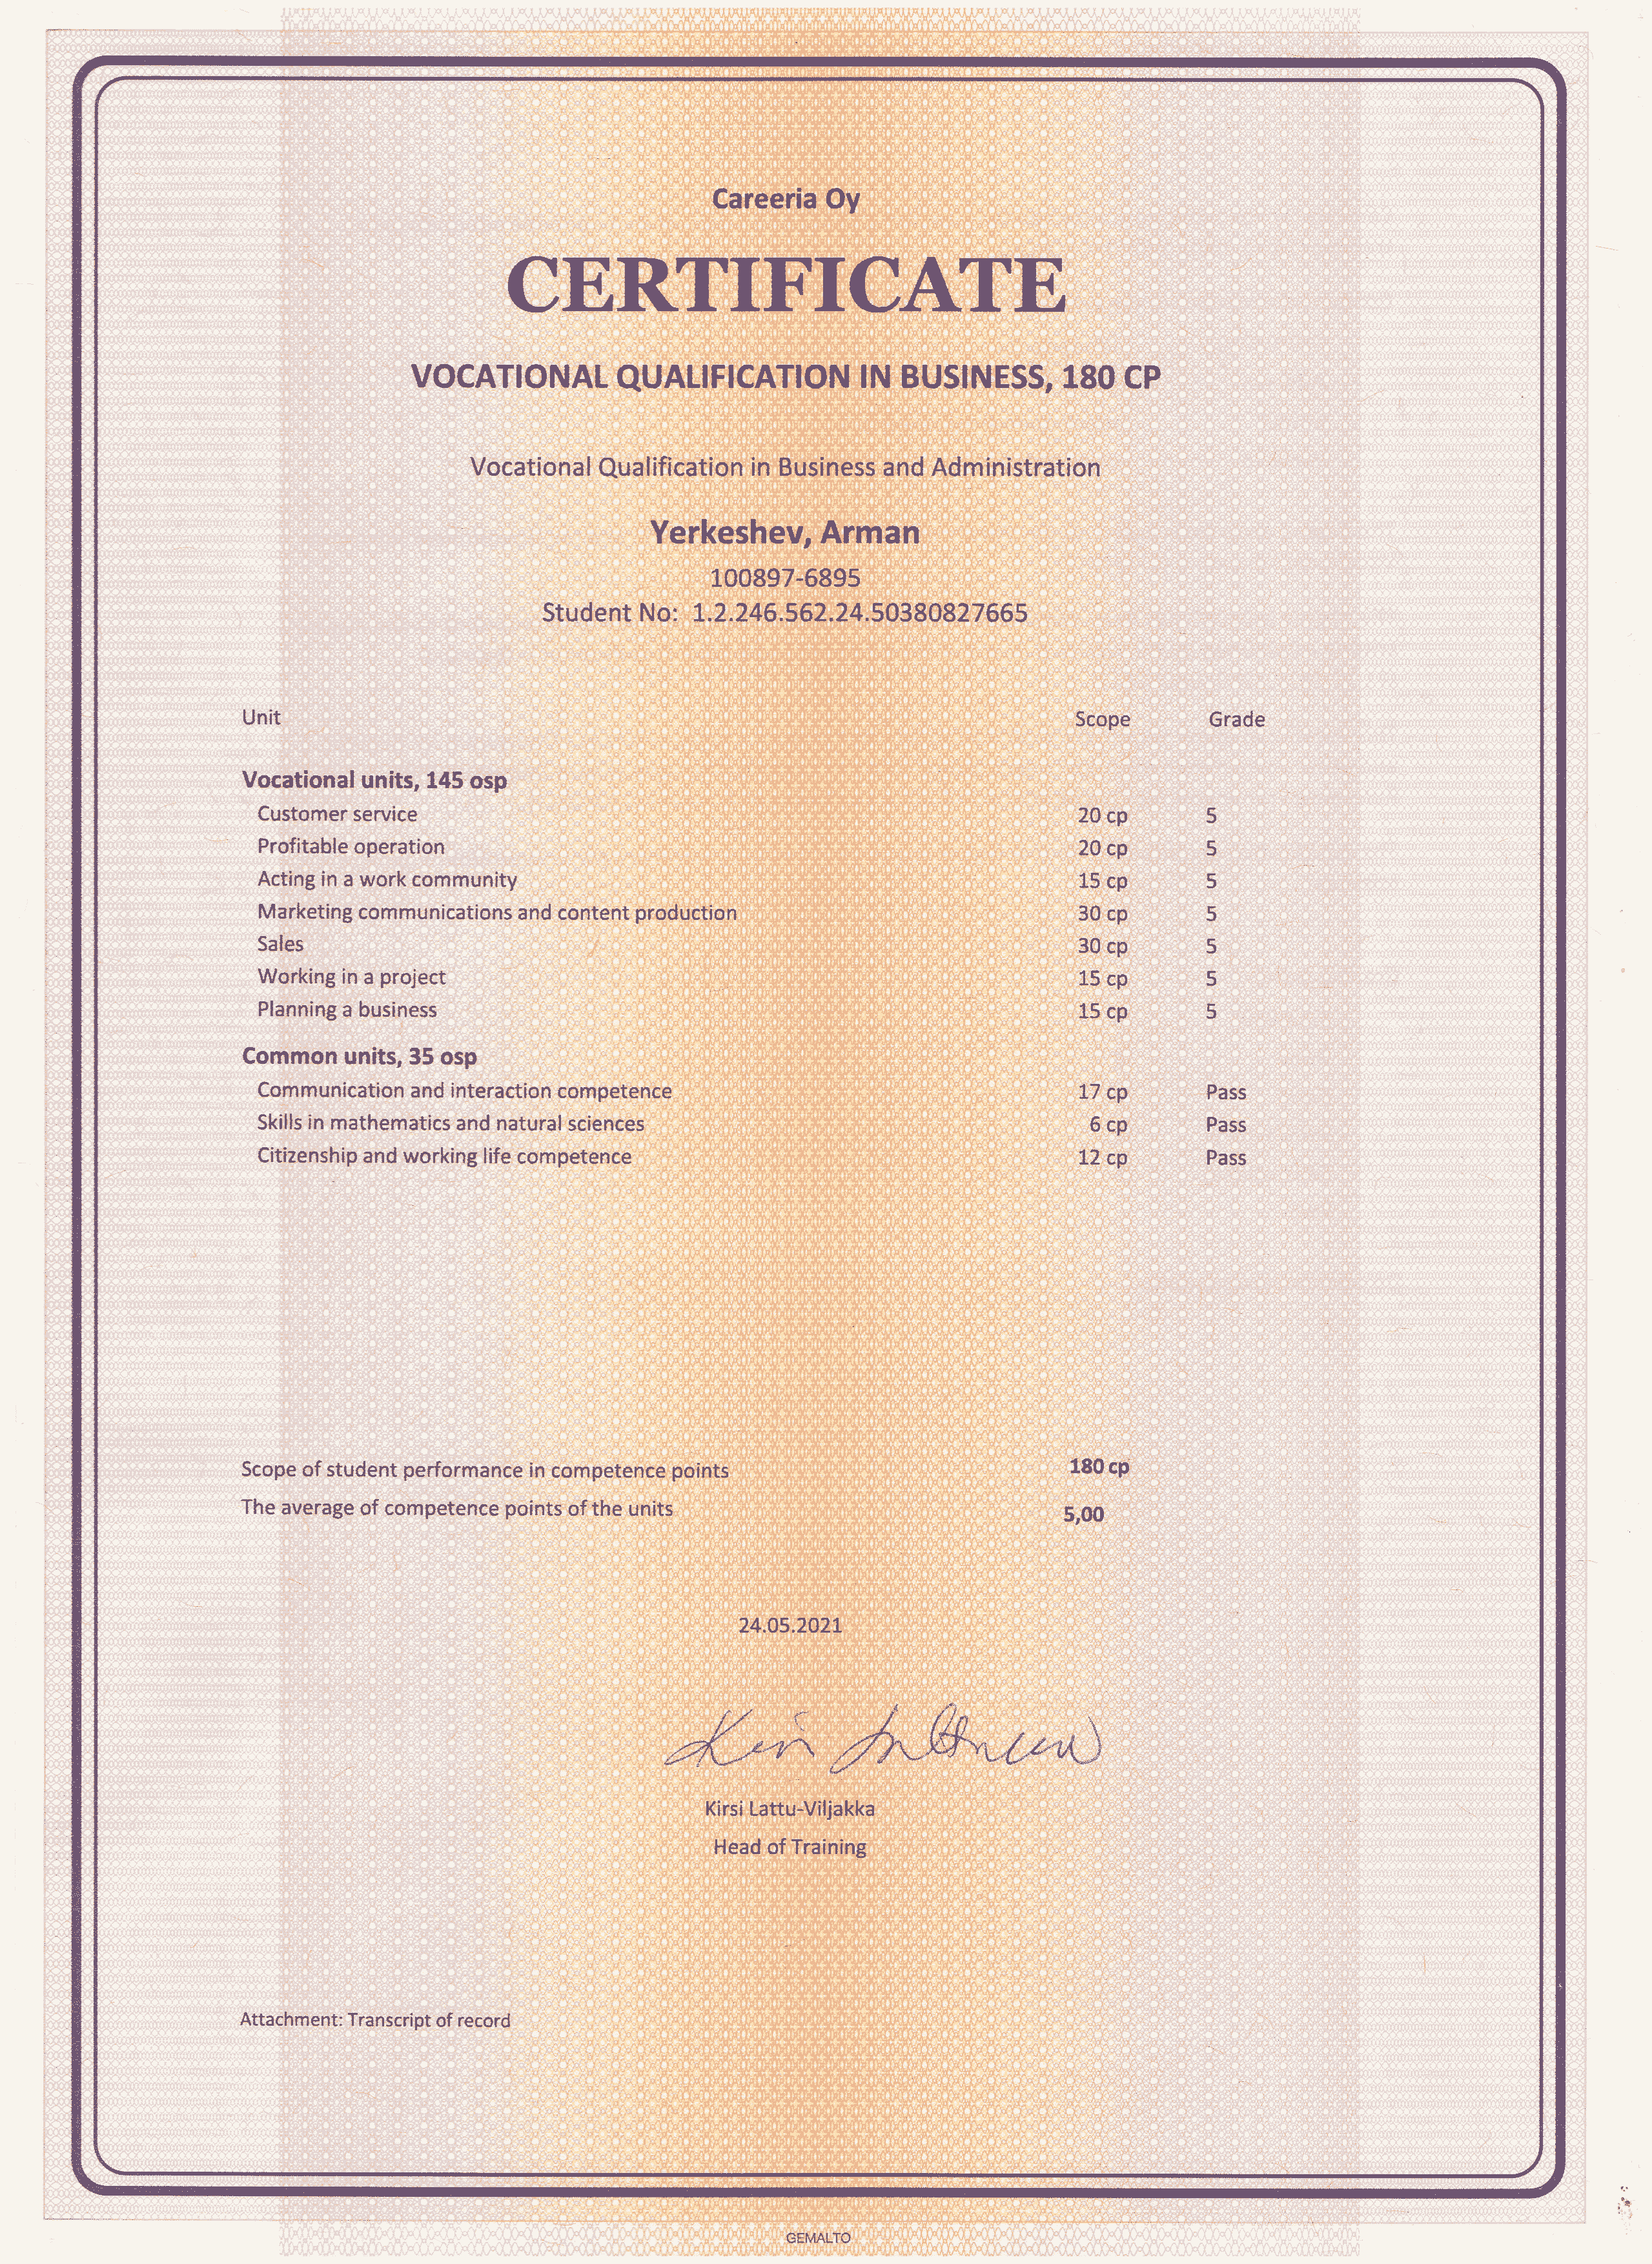 Careeria Oy
CERTIFICATE
VOCATIONAL QUALIFICATION IN BUSINESS, 180 CP
Vocational Qualification in Business and Administration
Yerkeshev, Arman
100897-6895
Student No: 1.2.246.562.24.50380827665
Unit Scope Grade
Vocational units, 145 osp
Customer service 20 cp 5
Profitable operation 20 cp 5
Acting in a work community 15 cp 5
Marketing communications and content production 30 cp 5
Sales 30 cp 5
Working in a project 15 cp 5
Planning a business 15 cp 5
Common units, 35 osp
Communication and interaction competence 17 cp Pass
Skills in mathematics and natural sciences 6 cp Pass
Citizenship and working life competence 12 cp Pass
Scope of student performance in competence points 180 cp
The average of competence points of the units 5,00
24.05.2021
Kirsi Lattu-Viljakka
Head of Training
Attachment: Transcript of record
GEMALTO